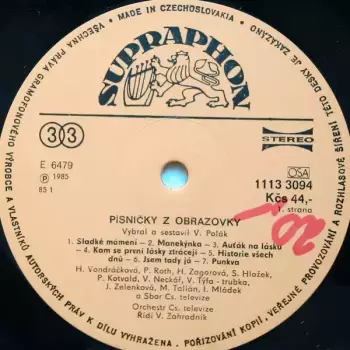 • MADE IN CZECHOSLOVAKIA •
VŠECHNA PRÁVA GRAMOFONOVÉHO VÝROBCE A VLASTNÍKŮ AUTORSKÝCH PRÁV K DÍLU VYHRAŽENA. POŘIZOVÁNÍ KOPIÍ, VEŘEJNÉ PROVOZOVÁNÍ A ROZHLASOVÉ ŠÍŘENÍ TÉTO DESKY JE ZAKÁZÁNO
SUPRAPHON
33
STEREO
E 6479
℗ 1985
85 1
OSA
1113 3094
Kčs 44,-
1. strana
20
PÍSNIČKY Z OBRAZOVKY
Vybral a sestavil V. Polák
1. Sladké mámení – 2. Manekýnka – 3. Auťák na lásku
– 4. Kam se první lásky ztrácejí – 5. Historie všech
dnů – 6. Jsem tady já – 7. Punkva
H. Vondráčková, P. Roth, H. Zagorová, S. Hložek,
P. Kotvald, V. Neckář, V. Týfa - trubka,
J. Zelenková, M. Talián, I. Mládek
a Sbor Čs. televize
Orchestr Čs. televize
Řídí V. Zahradník